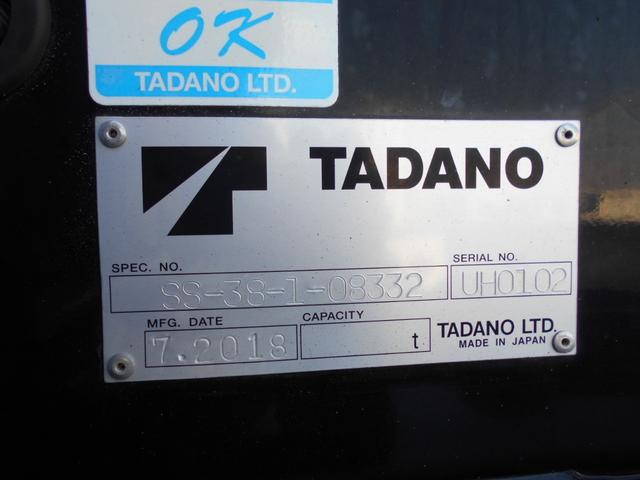 OK
TADANO LTD.
TADANO
SPEC. NO. SERIAL NO.
SS-38-1-08332 UH0102
MFG. DATE CAPACITY
7.2018 t TADANO LTD.
MADE IN JAPAN